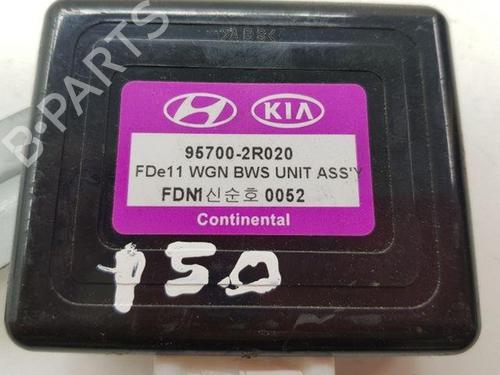 ZABSK
B-PARTS
KIA
95700-2R020
FDe11 WGN BWS UNIT ASS'Y
FDN1신순호 0052
Continental
150